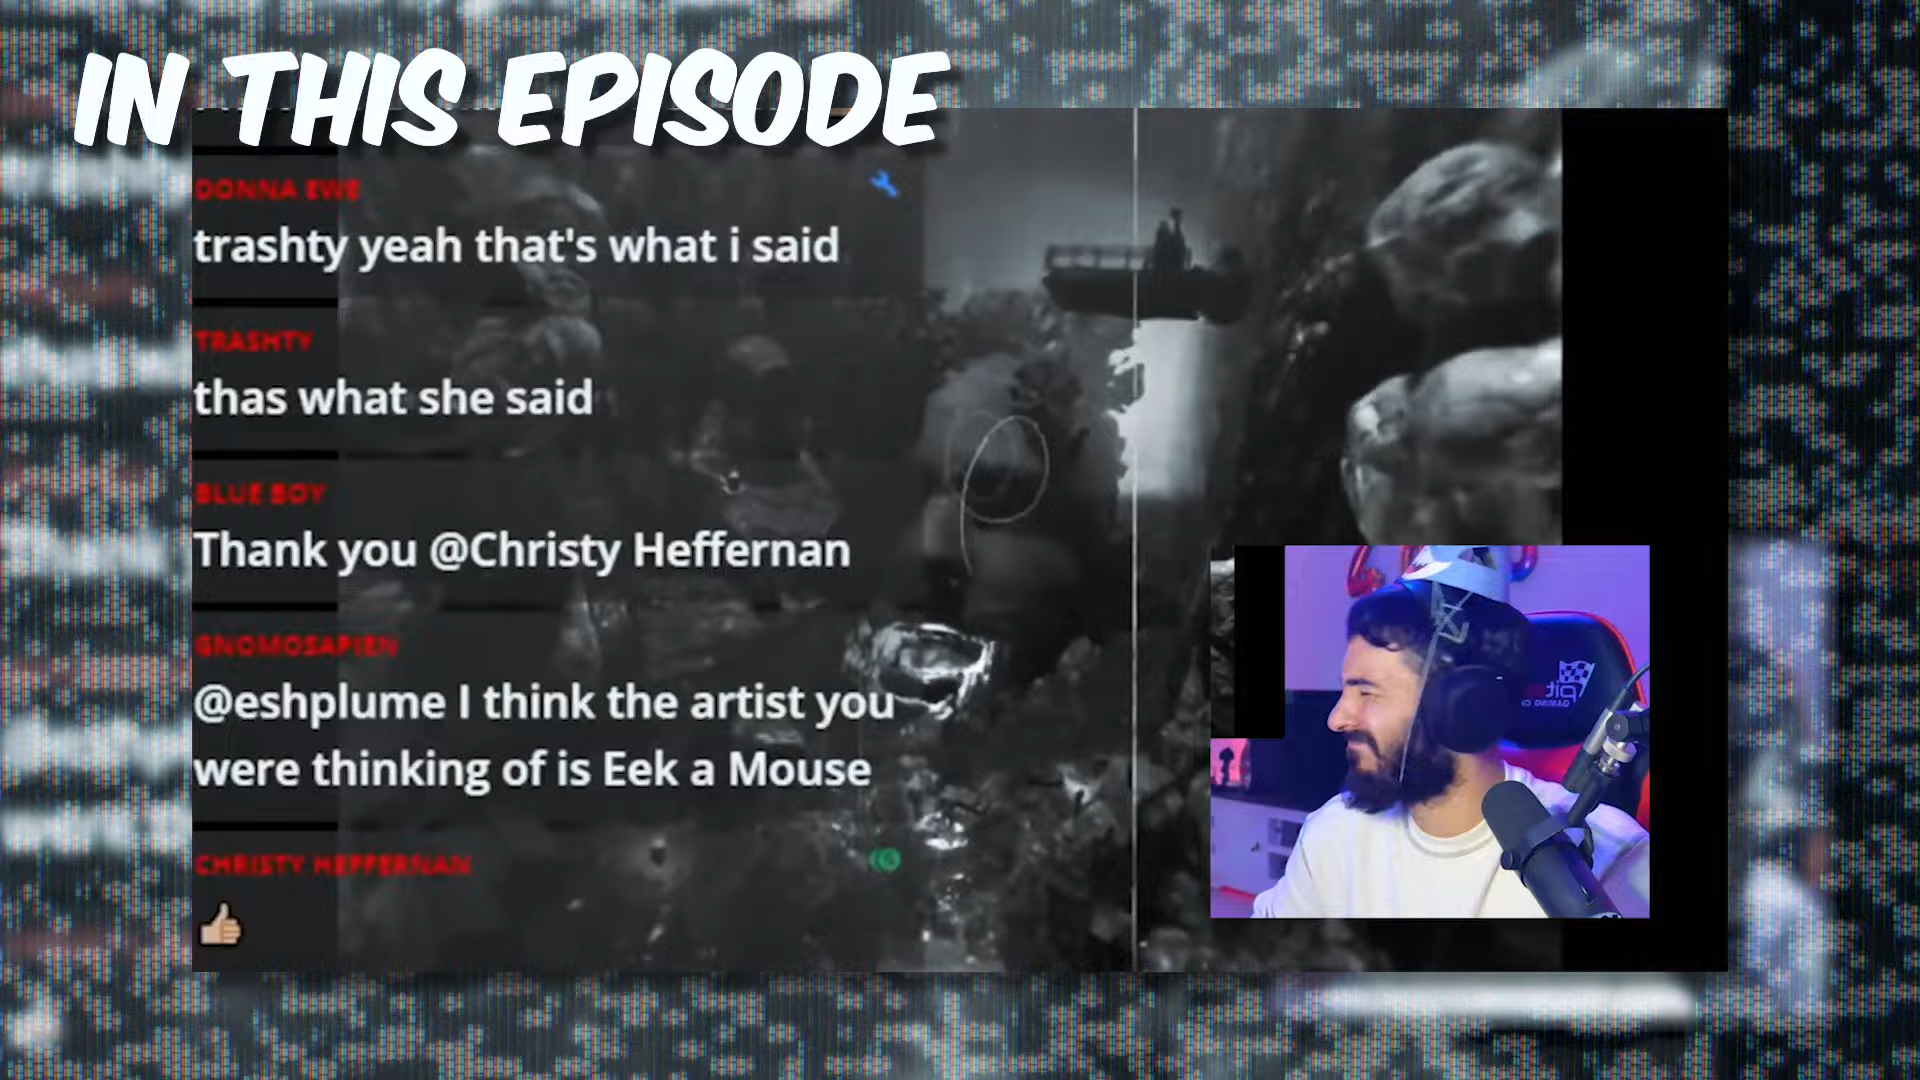 IN THIS EPISODE
DONNA EWE
trashty yeah that's what i said
TRASHTY
thas what she said
BLUE BOY
Thank you @Christy Heffernan
GNOMOSAPIEN
@eshplume I think the artist you
were thinking of is Eek a Mouse
CHRISTY HEFFERNAN